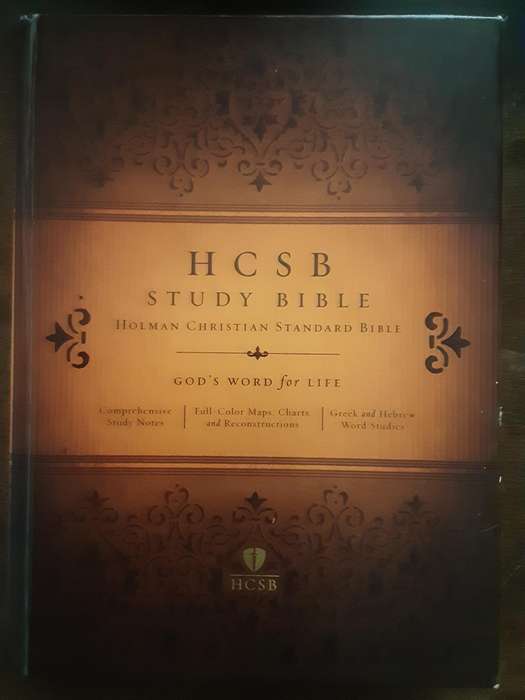 HCSB
STUDY BIBLE
HOLMAN CHRISTIAN STANDARD BIBLE
GOD'S WORD for LIFE
Comprehensive
Study Notes
Full-Color Maps, Charts
and Reconstructions
Greek and Hebrew
Word Studies
HCSB